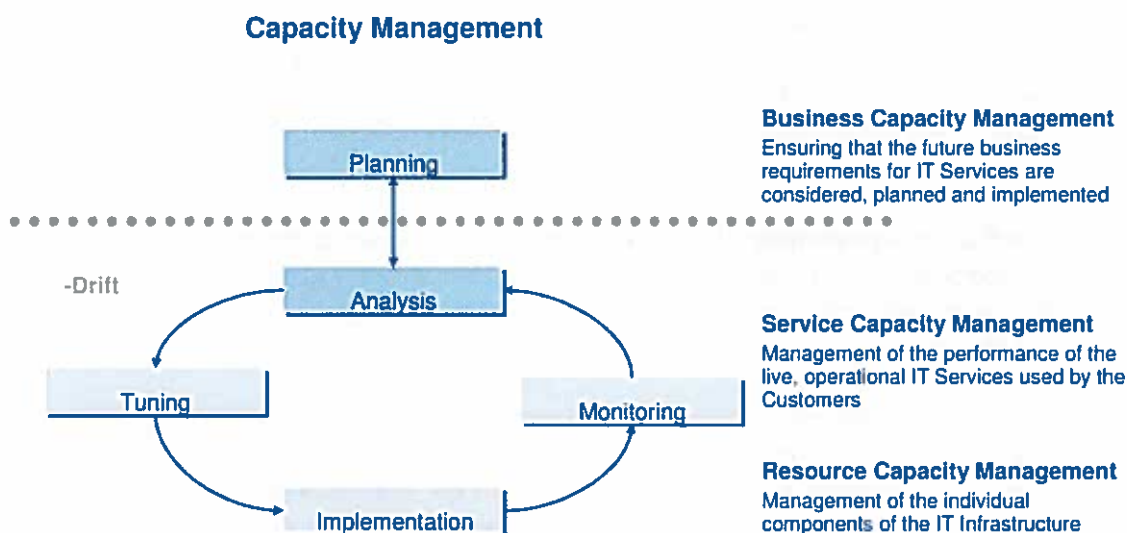 Capacity Management
Planning
Business Capacity Management
Ensuring that the future business
requirements for IT Services are
considered, planned and implemented
-Drift
Analysis
Tuning
Monitoring
Implementation
Service Capacity Management
Management of the performance of the
live, operational IT Services used by the
Customers
Resource Capacity Management
Management of the individual
components of the IT Infrastructure